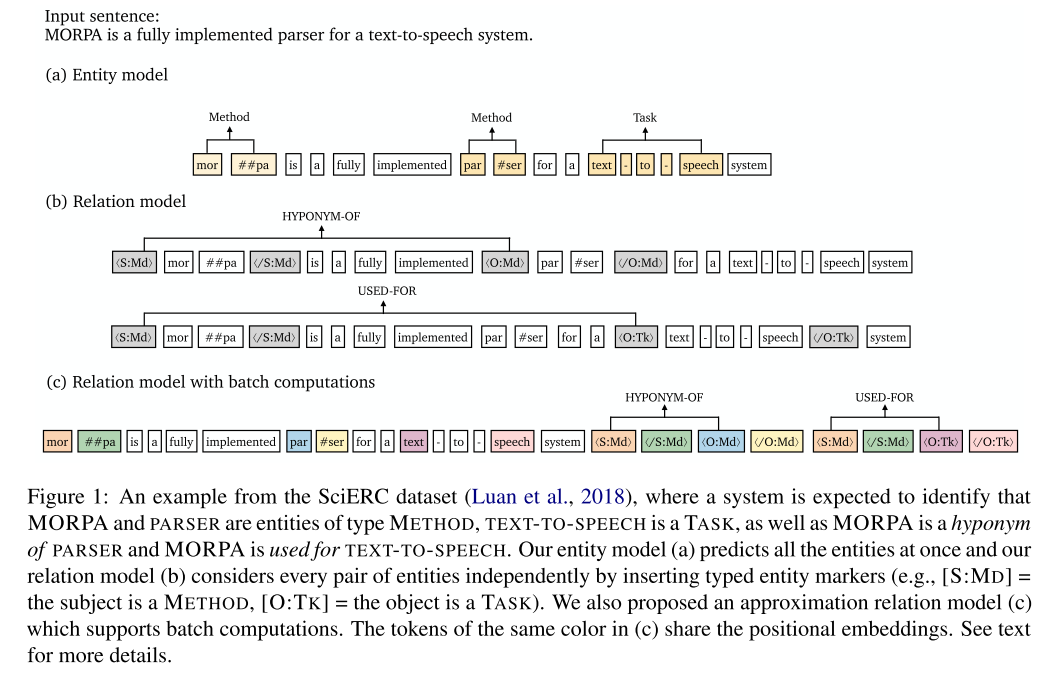 Input sentence:
MORPA is a fully implemented parser for a text-to-speech system.
(a) Entity model
Method Method Task
mor ##pa is a fully implemented par #ser for a text - to - speech system
(b) Relation model
HYPONYM-OF
⟨S:Md⟩ mor ##pa ⟨/S:Md⟩ is a fully implemented ⟨O:Md⟩ par #ser ⟨/O:Md⟩ for a text - to - speech system
USED-FOR
⟨S:Md⟩ mor ##pa ⟨/S:Md⟩ is a fully implemented par #ser for a ⟨O:Tk⟩ text - to - speech ⟨/O:Tk⟩ system
(c) Relation model with batch computations
HYPONYM-OF USED-FOR
mor ##pa is a fully implemented par #ser for a text - to - speech system ⟨S:Md⟩ ⟨/S:Md⟩ ⟨O:Md⟩ ⟨/O:Md⟩ ⟨S:Md⟩ ⟨/S:Md⟩ ⟨O:Tk⟩ ⟨/O:Tk⟩
Figure 1: An example from the SciERC dataset (Luan et al., 2018), where a system is expected to identify that
MORPA and PARSER are entities of type METHOD, TEXT-TO-SPEECH is a TASK, as well as MORPA is a hyponym
of PARSER and MORPA is used for TEXT-TO-SPEECH. Our entity model (a) predicts all the entities at once and our
relation model (b) considers every pair of entities independently by inserting typed entity markers (e.g., [S:MD] =
the subject is a METHOD, [O:TK] = the object is a TASK). We also proposed an approximation relation model (c)
which supports batch computations. The tokens of the same color in (c) share the positional embeddings. See text
for more details.